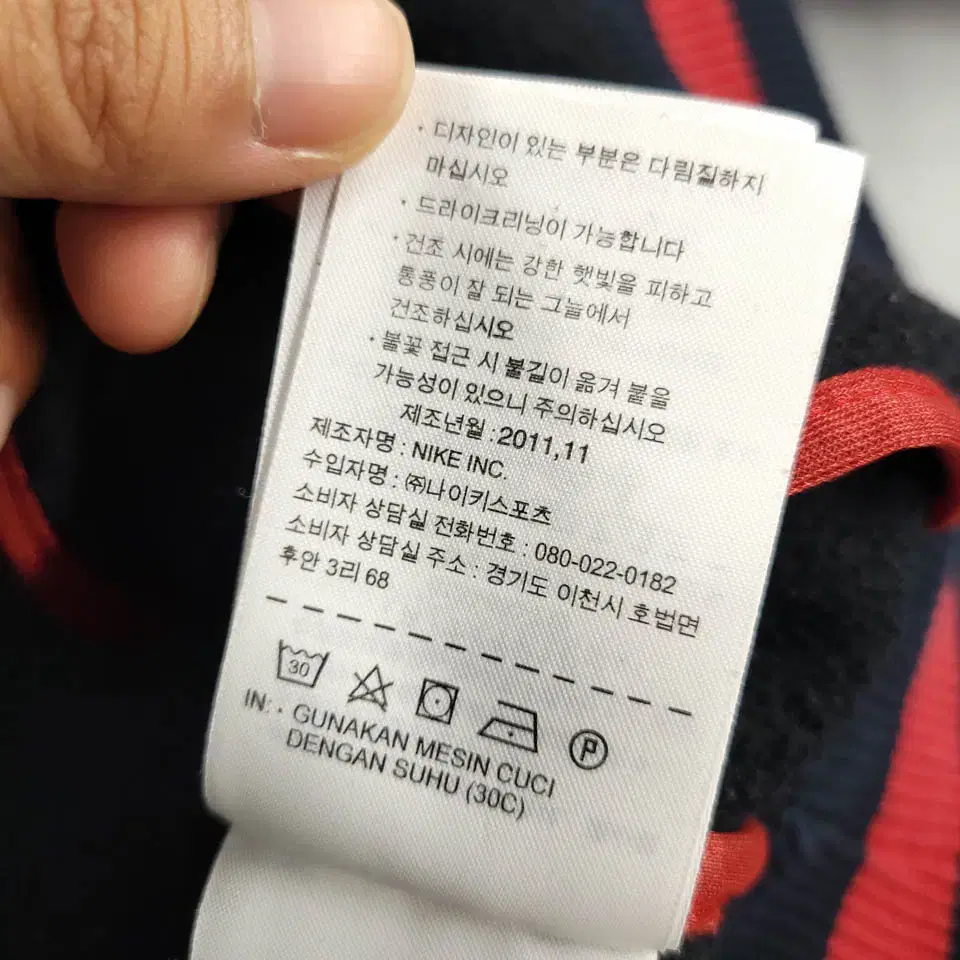 · 디자인이 있는 부분은 다림질하지
마십시오
· 드라이크리닝이 가능합니다
· 건조 시에는 강한 햇빛을 피하고
통풍이 잘 되는 그늘에서
건조하십시오
· 불꽃 접근 시 불길이 옮겨 붙을
가능성이 있으니 주의하십시오
제조년월 : 2011,11
제조자명 : NIKE INC.
수입자명 : ㈜나이키스포츠
소비자 상담실 전화번호 : 080-022-0182
소비자 상담실 주소 : 경기도 이천시 호법면
후안 3리 68
30
P
IN: · GUNAKAN MESIN CUCI
DENGAN SUHU (30C)